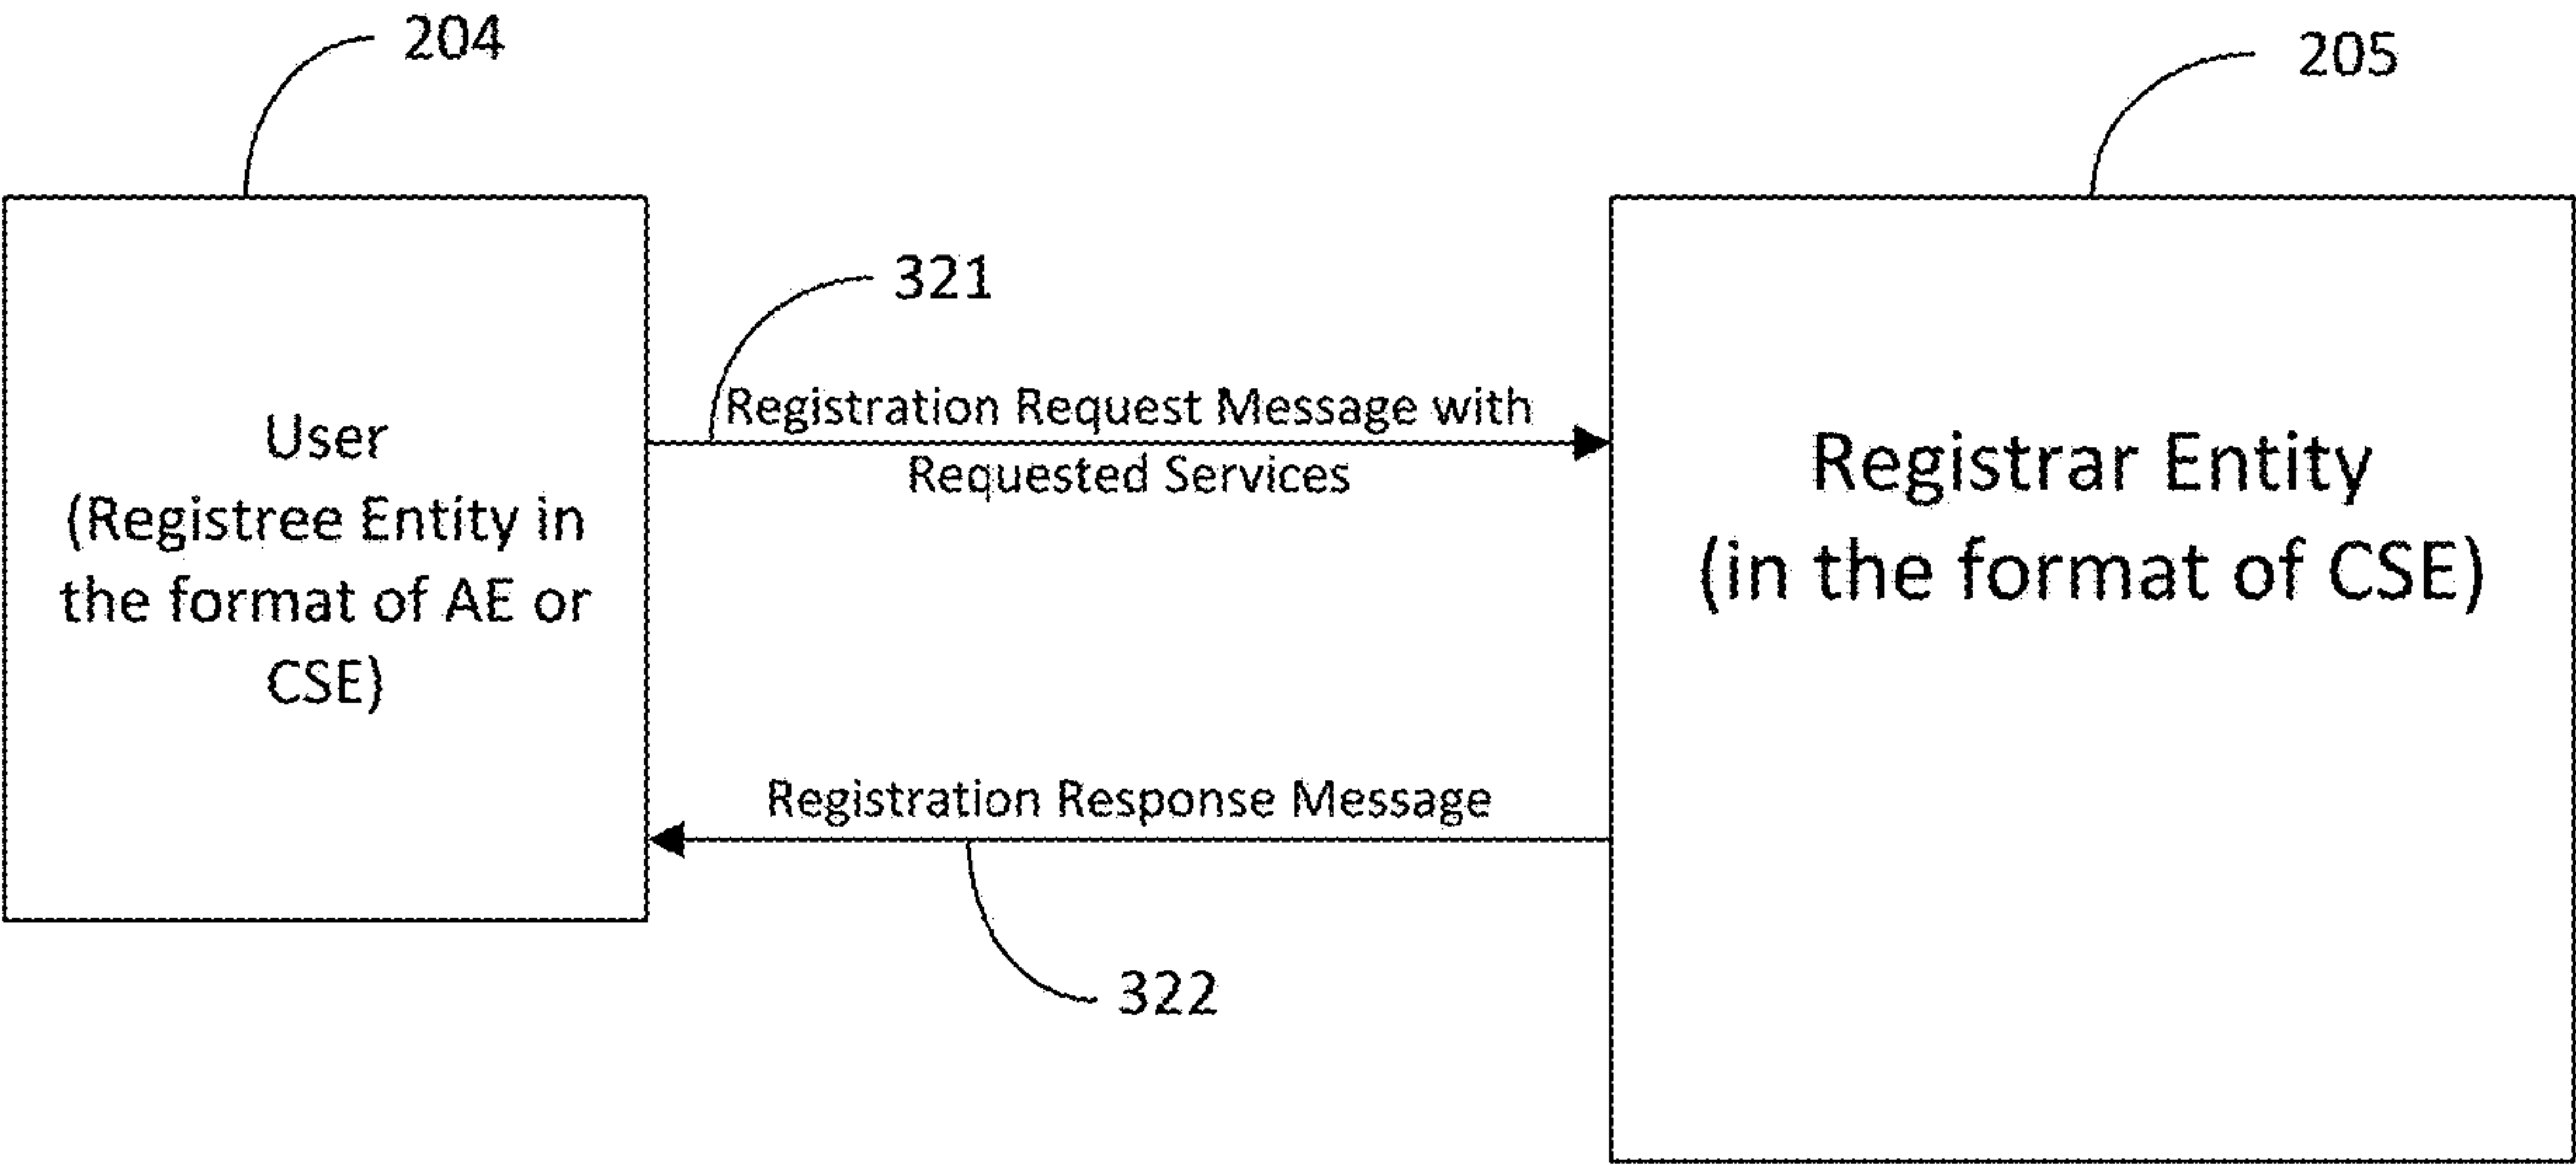 204
205
321
Registration Request Message with
Requested Services
User
(Registree Entity in
the format of AE or
CSE)
Registrar Entity
(in the format of CSE)
Registration Response Message
322